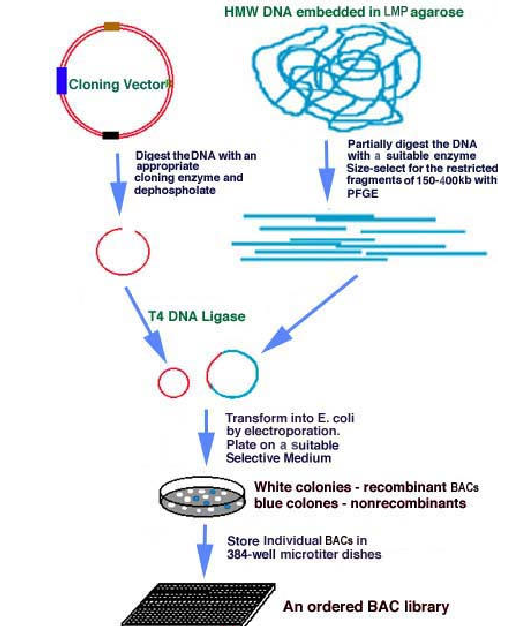 HMW DNA embedded in LMP agarose
Cloning Vector
Digest theDNA with an
appropriate
cloning enzyme and
dephospholate
Partially digest the DNA
with a suitable enzyme
Size-select for the restricted
fragments of 150-400kb with
PFGE
T4 DNA Ligase
Transform into E. coli
by electroporation.
Plate on a suitable
Selective Medium
White colonies - recombinant BACs
blue colones - nonrecombinants
Store Individual BACs in
384-well microtiter dishes
An ordered BAC library